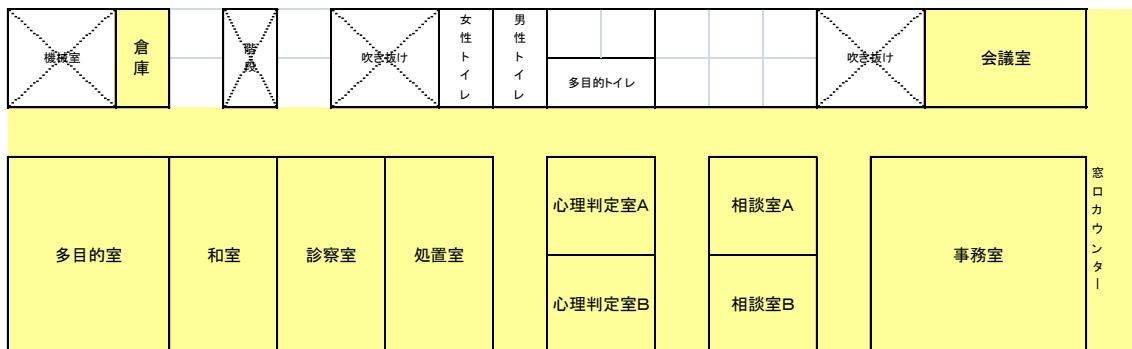 機械室
倉庫
階段
吹き抜け
女性トイレ
男性トイレ
多目的トイレ
吹き抜け
会議室
多目的室
和室
診察室
処置室
心理判定室A
心理判定室B
相談室A
相談室B
事務室
窓口カウンター